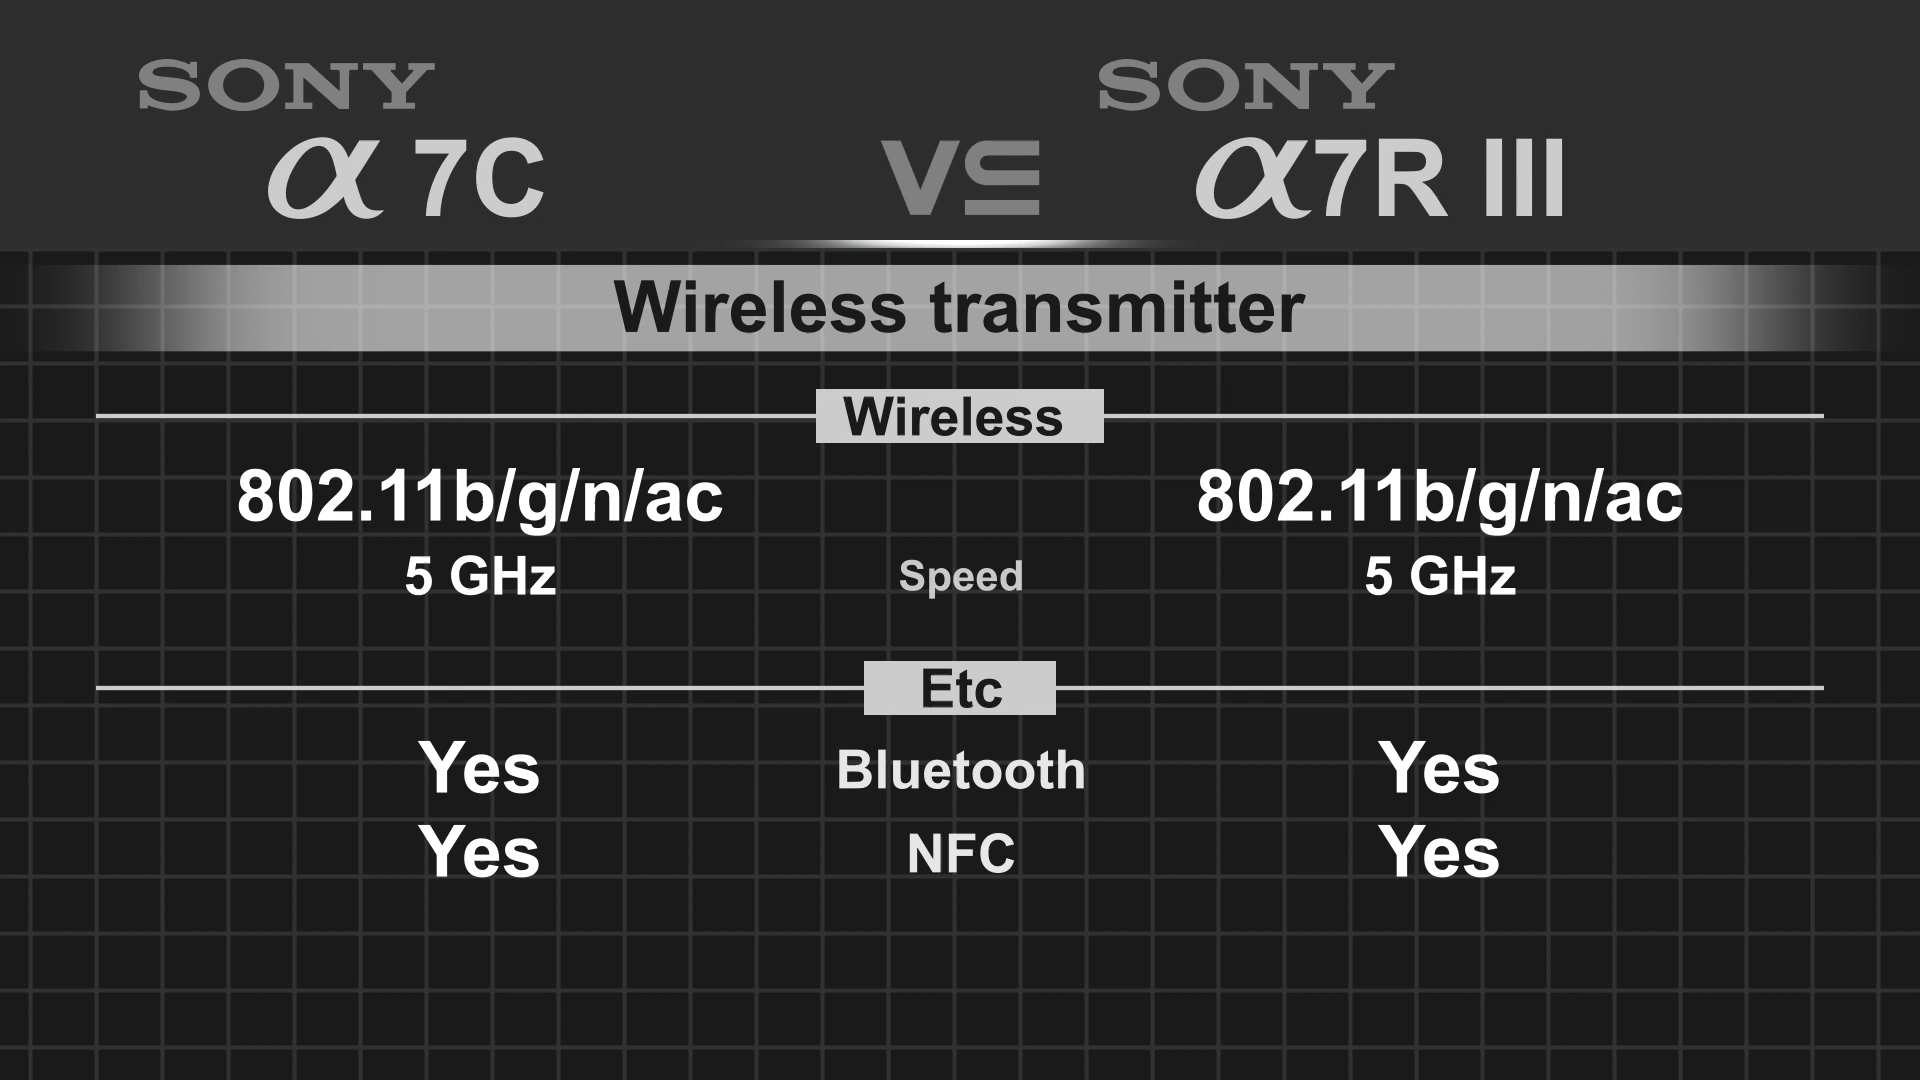 SONY SONY
α 7C VS α7R III
Wireless transmitter
Wireless
802.11b/g/n/ac 802.11b/g/n/ac
5 GHz Speed 5 GHz
Etc
Yes Bluetooth Yes
Yes NFC Yes